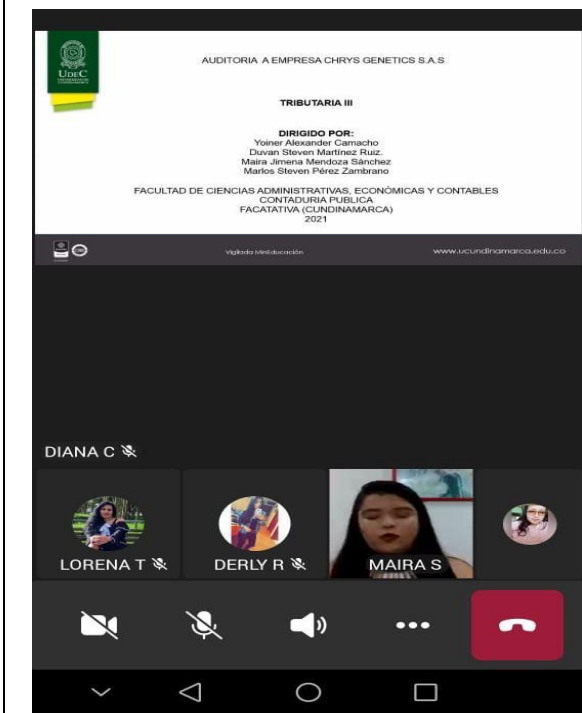 UDEC
AUDITORIA A EMPRESA CHRYS GENETICS S.A.S
TRIBUTARIA III
DIRIGIDO POR:
Yoiner Alexander Camacho
Duvan Steven Martínez Ruiz.
Maira Jimena Mendoza Sánchez
Marlos Steven Pérez Zambrano
FACULTAD DE CIENCIAS ADMINISTRATIVAS, ECONÓMICAS Y CONTABLES
CONTADURIA PUBLICA
FACATATIVA (CUNDINAMARCA)
2021
Vigilada MinEducación
www.ucundinamarca.edu.co
DIANA C
LORENA T
DERLY R
MAIRA S